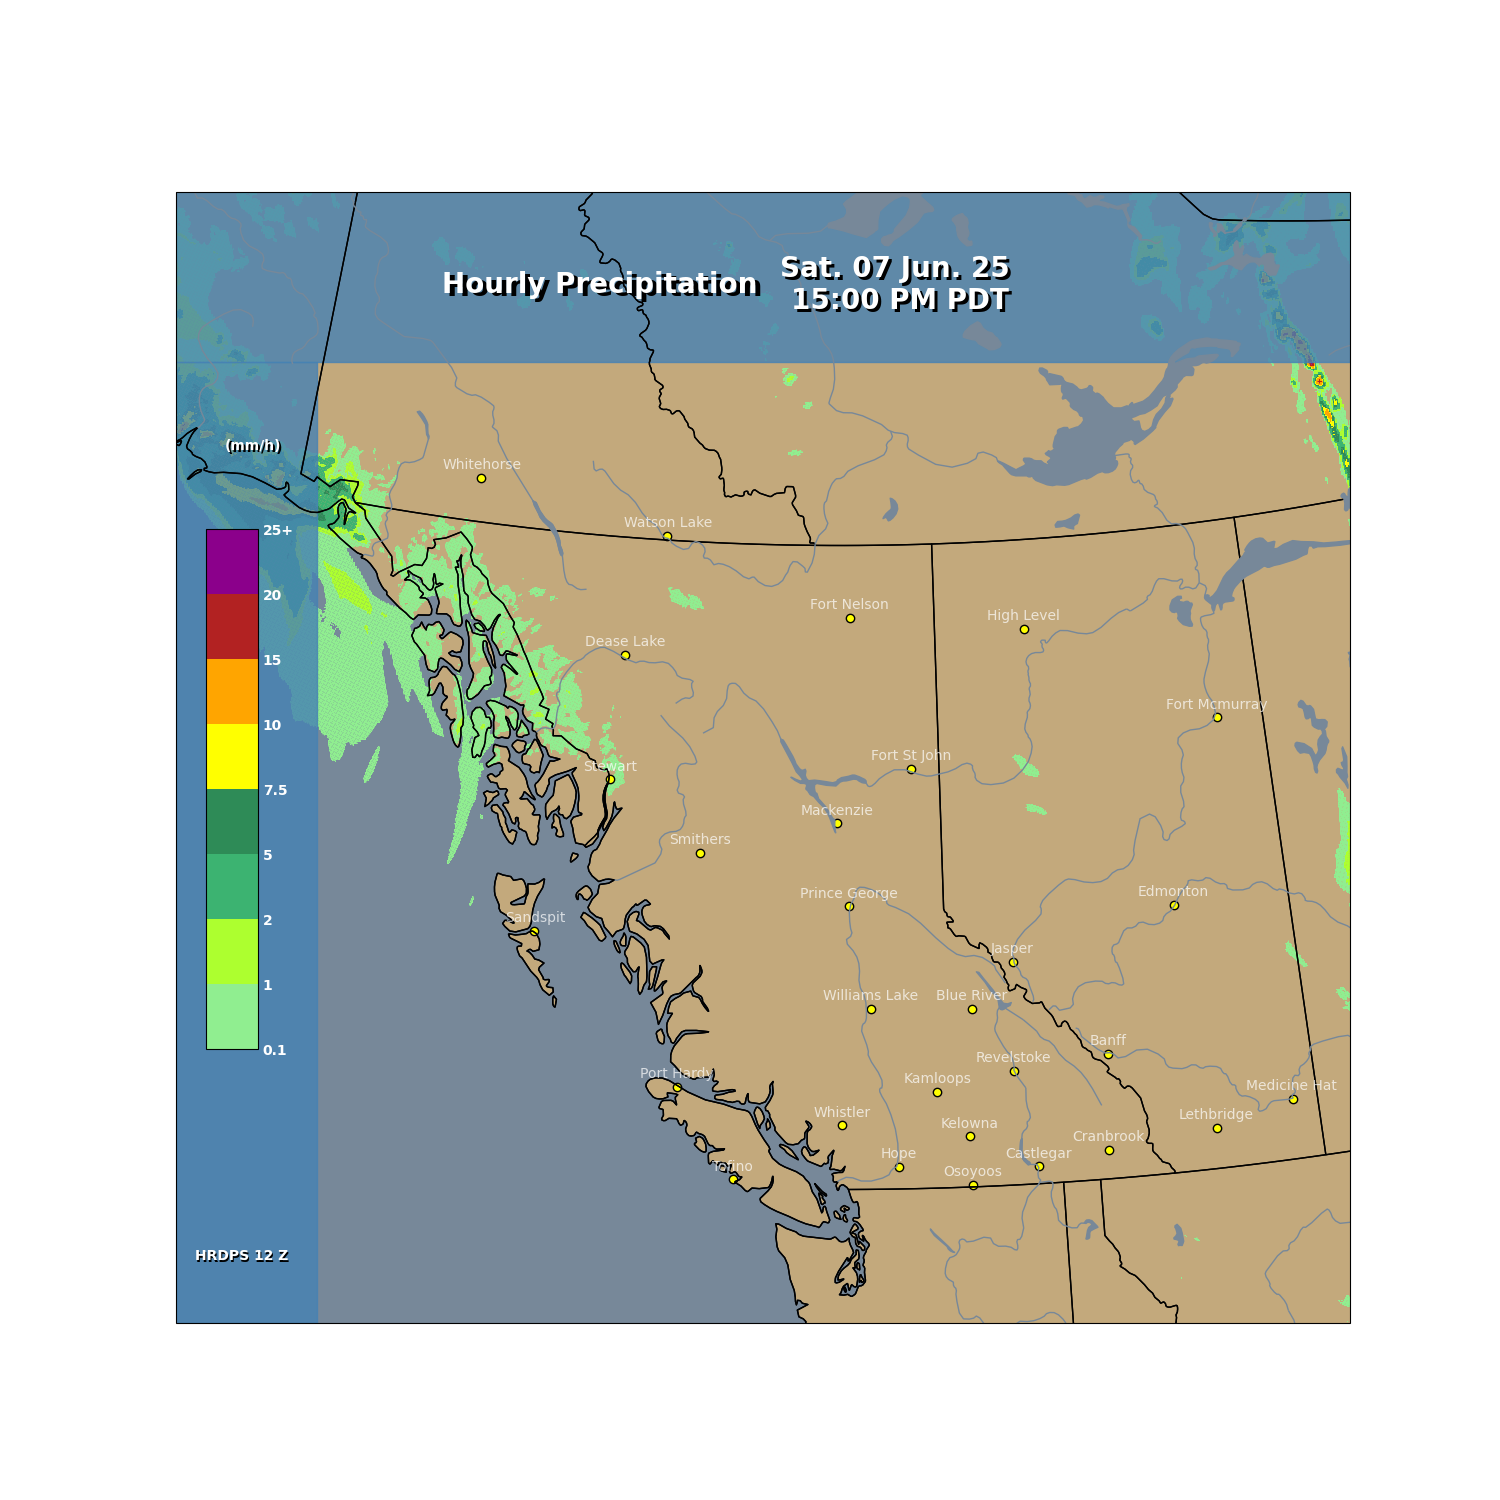 Hourly Precipitation
Sat. 07 Jun. 25
15:00 PM PDT
(mm/h)
Whitehorse
Watson Lake
25+
20
15
10
7.5
5
2
1
0.1
Fort Nelson
High Level
Dease Lake
Fort Mcmurray
Fort St John
Stewart
Mackenzie
Smithers
Prince George
Edmonton
Sandspit
Jasper
Williams Lake
Blue River
Banff
Revelstoke
Port Hardy
Kamloops
Medicine Hat
Whistler
Lethbridge
Kelowna
Cranbrook
Hope
Castlegar
Tofino
Osoyoos
HRDPS 12 Z